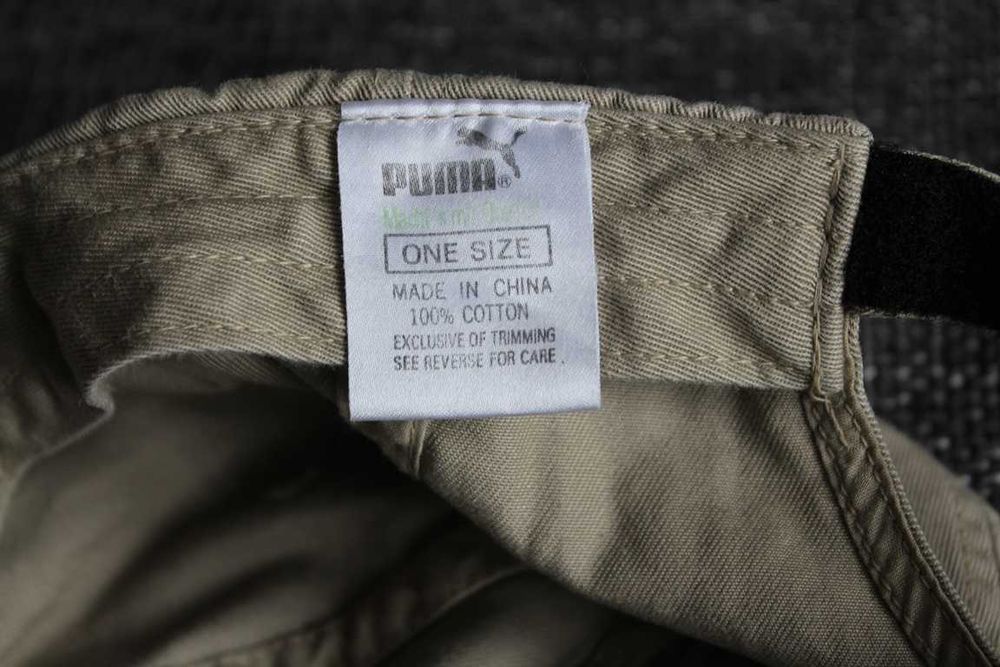 PUMA®
ONE SIZE
MADE IN CHINA
100% COTTON
EXCLUSIVE OF TRIMMING
SEE REVERSE FOR CARE.